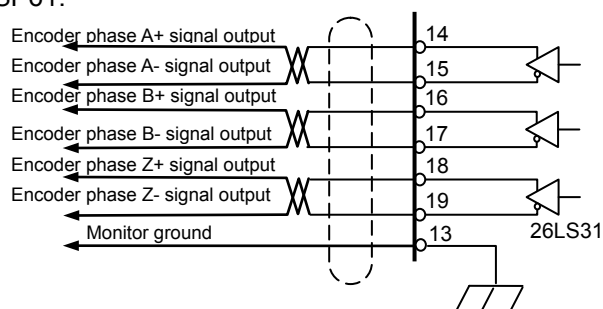 Encoder phase A+ signal output
14
Encoder phase A- signal output
15
Encoder phase B+ signal output
16
Encoder phase B- signal output
17
Encoder phase Z+ signal output
18
Encoder phase Z- signal output
19
26LS31
Monitor ground
13